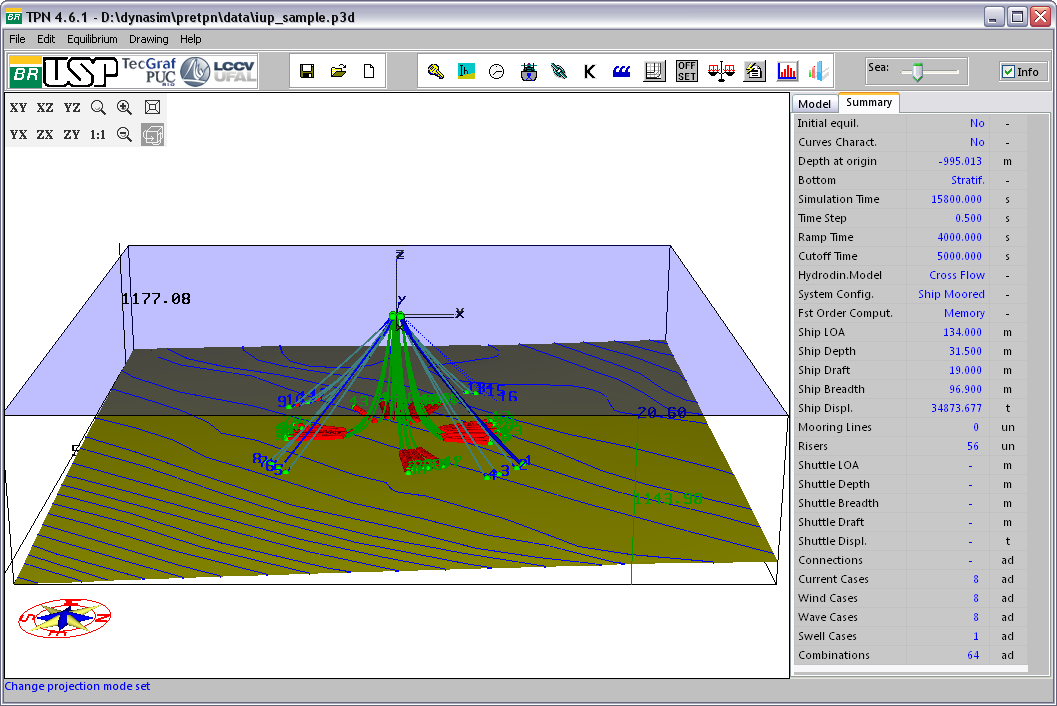 TPN 4.6.1 - D:\dynasim\pretpn\data\iup_sample.p3d
File Edit Equilibrium Drawing Help
BR USP TecGraf PUC RIO LCCV UFAL
K OFF SET
Sea:
Info
XY XZ YZ
YX ZX ZY 1:1
Model Summary
Initial equil. No -
Curves Charact. No -
Depth at origin -995.013 m
Bottom Stratif. -
Simulation Time 15800.000 s
Time Step 0.500 s
Ramp Time 4000.000 s
Cutoff Time 5000.000 s
Hydrodin.Model Cross Flow -
System Config. Ship Moored -
Fst Order Comput. Memory -
Ship LOA 134.000 m
Ship Depth 31.500 m
Ship Draft 19.000 m
Ship Breadth 96.900 m
Ship Displ. 34873.677 t
Mooring Lines 0 un
Risers 56 un
Shuttle LOA - m
Shuttle Depth - m
Shuttle Breadth - m
Shuttle Draft - m
Shuttle Displ. - t
Connections - ad
Current Cases 8 ad
Wind Cases 8 ad
Wave Cases 8 ad
Swell Cases 1 ad
Combinations 64 ad
Z
1177.08
Y
X
16
20.60
8765
Change projection mode set